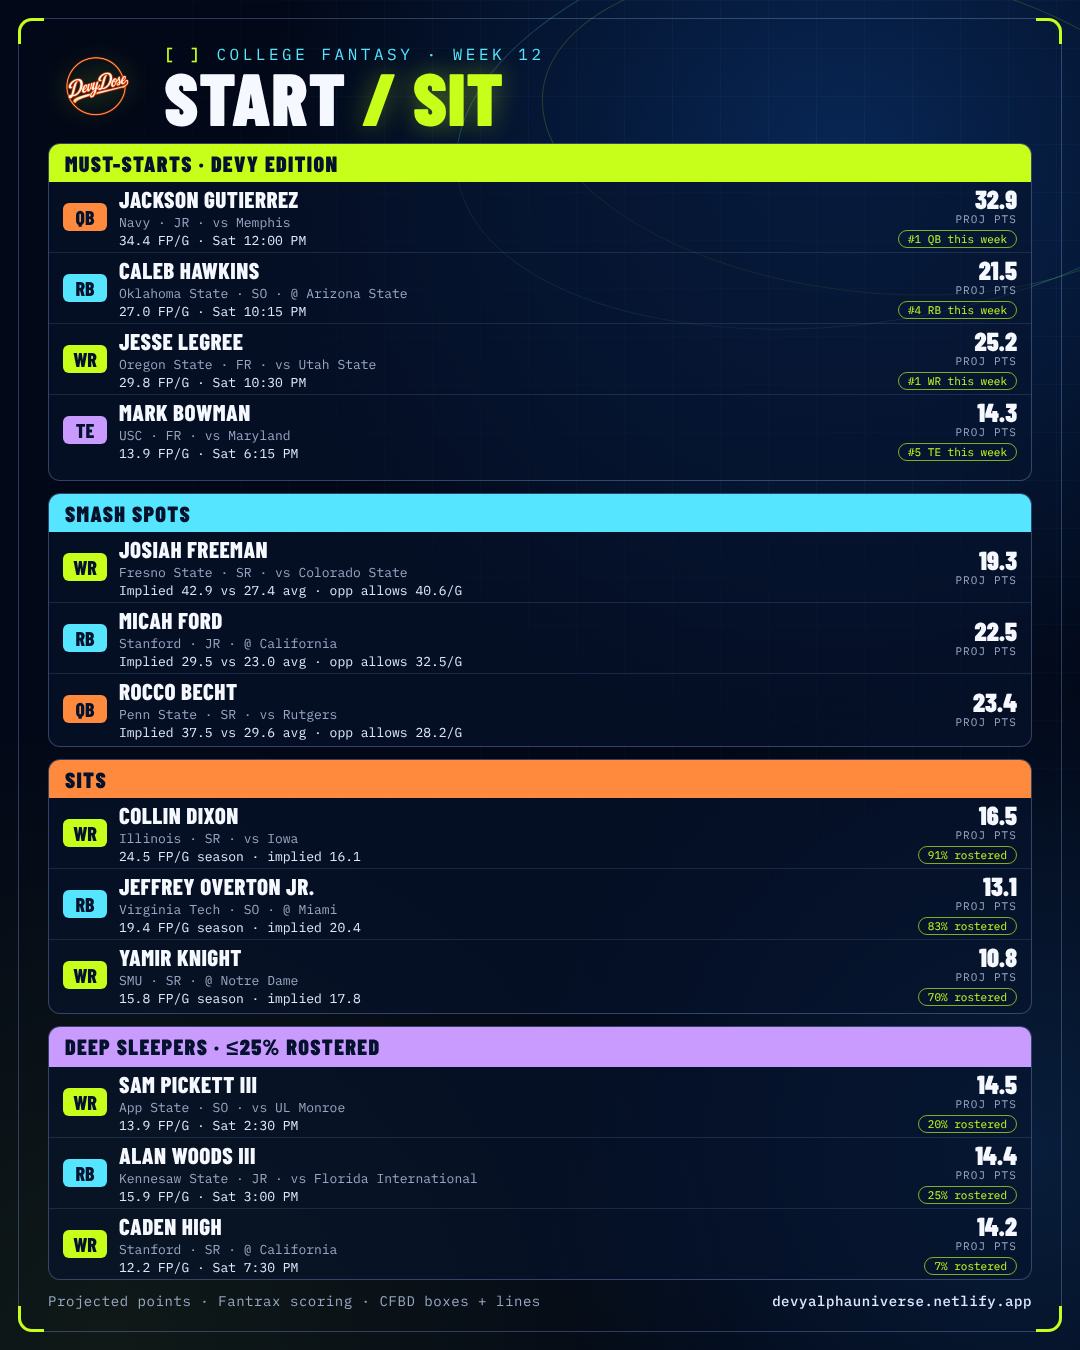 DevyDose
[ ] COLLEGE FANTASY · WEEK 12
START / SIT
MUST-STARTS · DEVY EDITION
QB
JACKSON GUTIERREZ
Navy · JR · vs Memphis
34.4 FP/G · Sat 12:00 PM
32.9
PROJ PTS
#1 QB this week
RB
CALEB HAWKINS
Oklahoma State · SO · @ Arizona State
27.0 FP/G · Sat 10:15 PM
21.5
PROJ PTS
#4 RB this week
WR
JESSE LEGREE
Oregon State · FR · vs Utah State
29.8 FP/G · Sat 10:30 PM
25.2
PROJ PTS
#1 WR this week
TE
MARK BOWMAN
USC · FR · vs Maryland
13.9 FP/G · Sat 6:15 PM
14.3
PROJ PTS
#5 TE this week
SMASH SPOTS
WR
JOSIAH FREEMAN
Fresno State · SR · vs Colorado State
Implied 42.9 vs 27.4 avg · opp allows 40.6/G
19.3
PROJ PTS
RB
MICAH FORD
Stanford · JR · @ California
Implied 29.5 vs 23.0 avg · opp allows 32.5/G
22.5
PROJ PTS
QB
ROCCO BECHT
Penn State · SR · vs Rutgers
Implied 37.5 vs 29.6 avg · opp allows 28.2/G
23.4
PROJ PTS
SITS
WR
COLLIN DIXON
Illinois · SR · vs Iowa
24.5 FP/G season · implied 16.1
16.5
PROJ PTS
91% rostered
RB
JEFFREY OVERTON JR.
Virginia Tech · SO · @ Miami
19.4 FP/G season · implied 20.4
13.1
PROJ PTS
83% rostered
WR
YAMIR KNIGHT
SMU · SR · @ Notre Dame
15.8 FP/G season · implied 17.8
10.8
PROJ PTS
70% rostered
DEEP SLEEPERS · ≤25% ROSTERED
WR
SAM PICKETT III
App State · SO · vs UL Monroe
13.9 FP/G · Sat 2:30 PM
14.5
PROJ PTS
20% rostered
RB
ALAN WOODS III
Kennesaw State · JR · vs Florida International
15.9 FP/G · Sat 3:00 PM
14.4
PROJ PTS
25% rostered
WR
CADEN HIGH
Stanford · SR · @ California
12.2 FP/G · Sat 7:30 PM
14.2
PROJ PTS
7% rostered
Projected points · Fantrax scoring · CFBD boxes + lines
devyalphauniverse.netlify.app